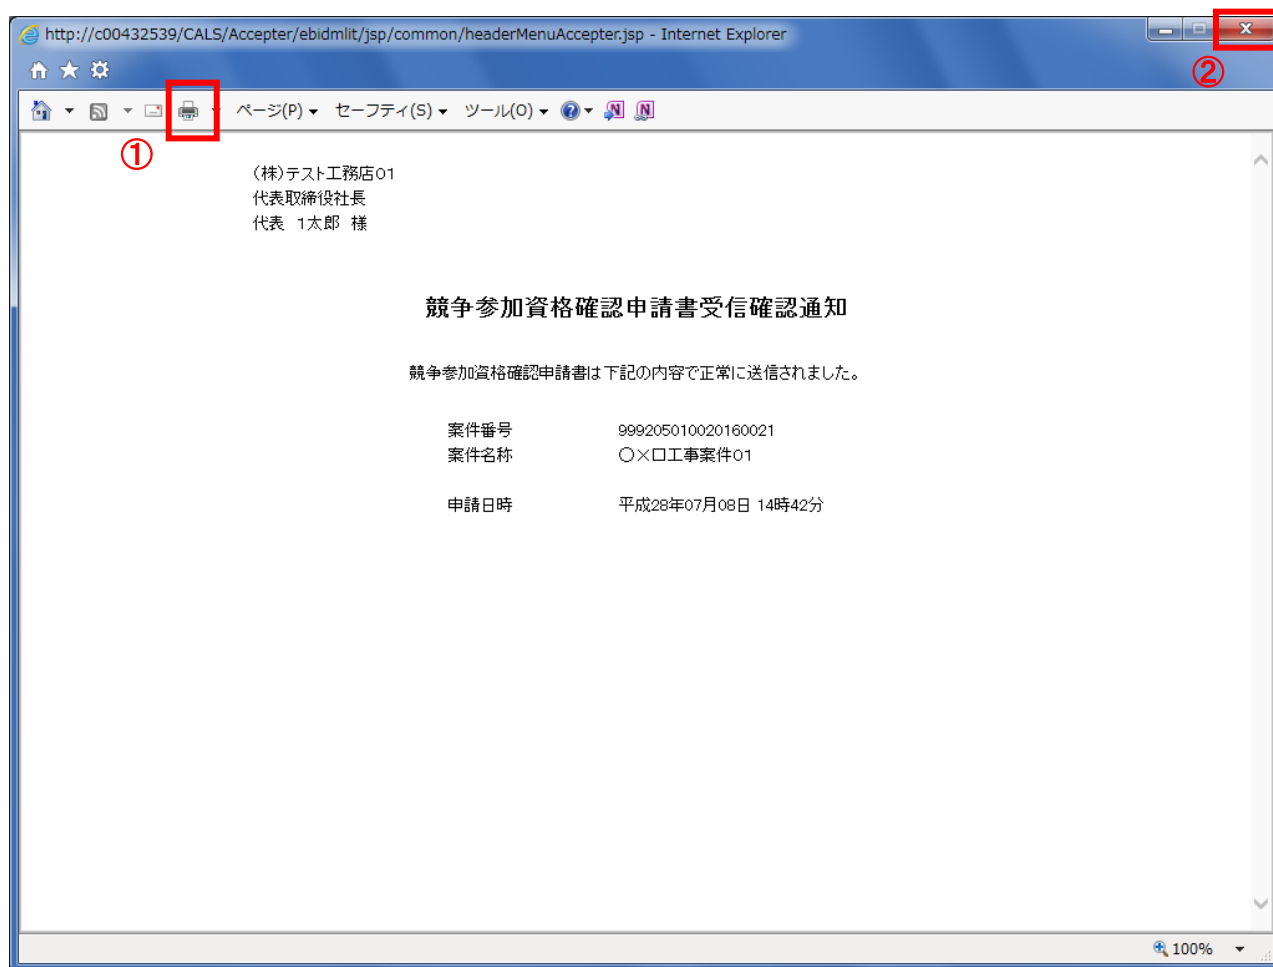 http://c00432539/CALS/Accepter/ebidmlit/jsp/common/headerMenuAccepter.jsp - Internet Explorer
②
ページ(P) セーフティ(S) ツール(O)
①
(株)テスト工務店01
代表取締役社長
代表 1太郎 様
競争参加資格確認申請書受信確認通知
競争参加資格確認申請書は下記の内容で正常に送信されました。
案件番号 999205010020160021
案件名称 〇×口工事案件01
申請日時 平成28年07月08日 14時42分
100%